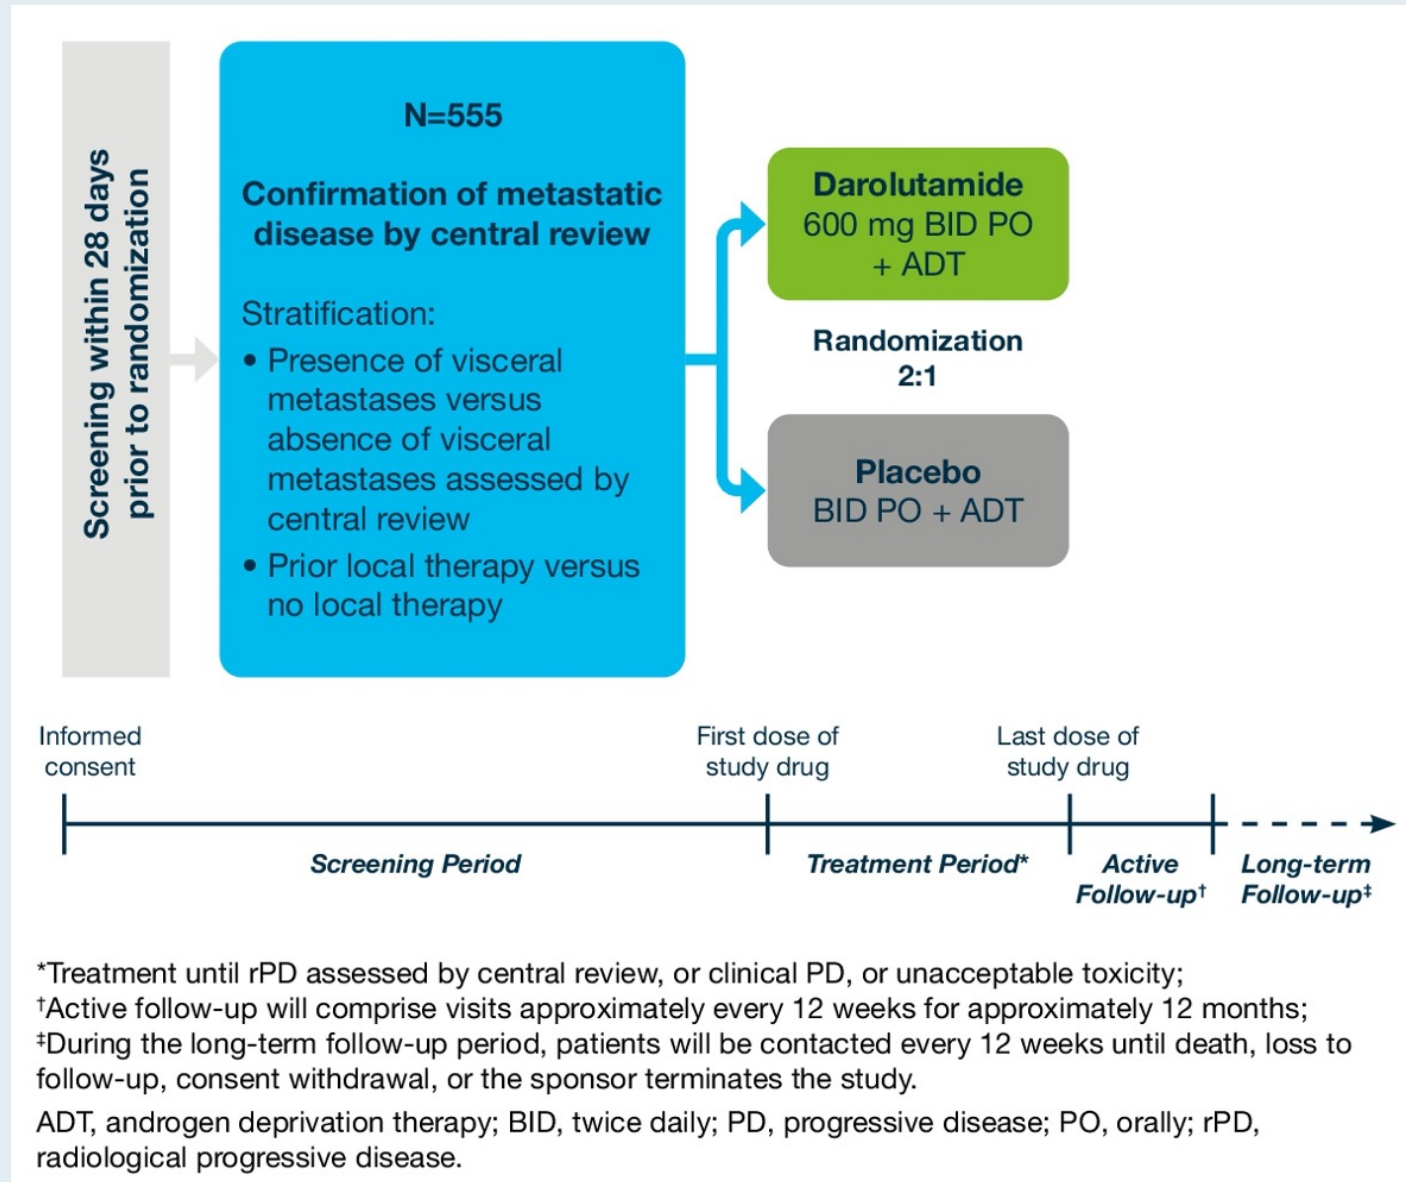 Screening within 28 days
prior to randomization
N=555
Confirmation of metastatic
disease by central review
Stratification:
• Presence of visceral
metastases versus
absence of visceral
metastases assessed by
central review
• Prior local therapy versus
no local therapy
Darolutamide
600 mg BID PO
+ ADT
Randomization
2:1
Placebo
BID PO + ADT
Informed
consent
First dose of
study drug
Last dose of
study drug
Screening Period
Treatment Period*
Active
Follow-up†
Long-term
Follow-up‡
*Treatment until rPD assessed by central review, or clinical PD, or unacceptable toxicity;
†Active follow-up will comprise visits approximately every 12 weeks for approximately 12 months;
‡During the long-term follow-up period, patients will be contacted every 12 weeks until death, loss to
follow-up, consent withdrawal, or the sponsor terminates the study.
ADT, androgen deprivation therapy; BID, twice daily; PD, progressive disease; PO, orally; rPD,
radiological progressive disease.